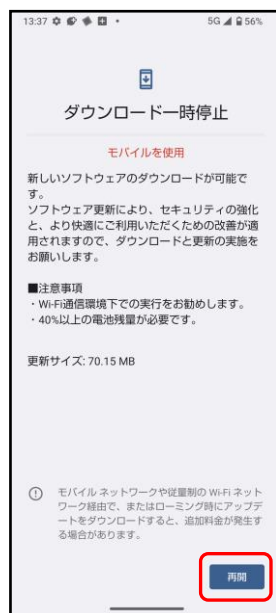 13:37 5G 56%
ダウンロード一時停止
モバイルを使用
新しいソフトウェアのダウンロードが可能で
す。
ソフトウェア更新により、セキュリティの強化
と、より快適にご利用いただくための改善が適
用されますので、ダウンロードと更新の実施を
お願いします。
■注意事項
・Wi-Fi通信環境下での実行をお勧めします。
・40%以上の電池残量が必要です。
更新サイズ: 70.15 MB
モバイル ネットワークや従量制の Wi-Fi ネット
ワーク経由で、またはローミング時にアップデ
ートをダウンロードすると、追加料金が発生す
る場合があります。
再開